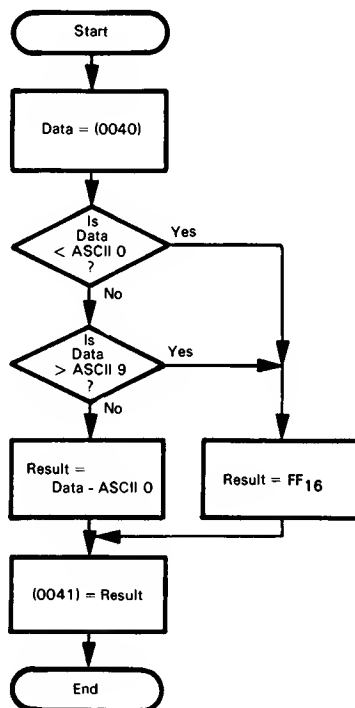 Start
Data = (0040)
Is
Data
< ASCII 0
?
Yes
No
Is
Data
> ASCII 9
?
Yes
No
Result =
Data - ASCII 0
Result = FF16
(0041) = Result
End